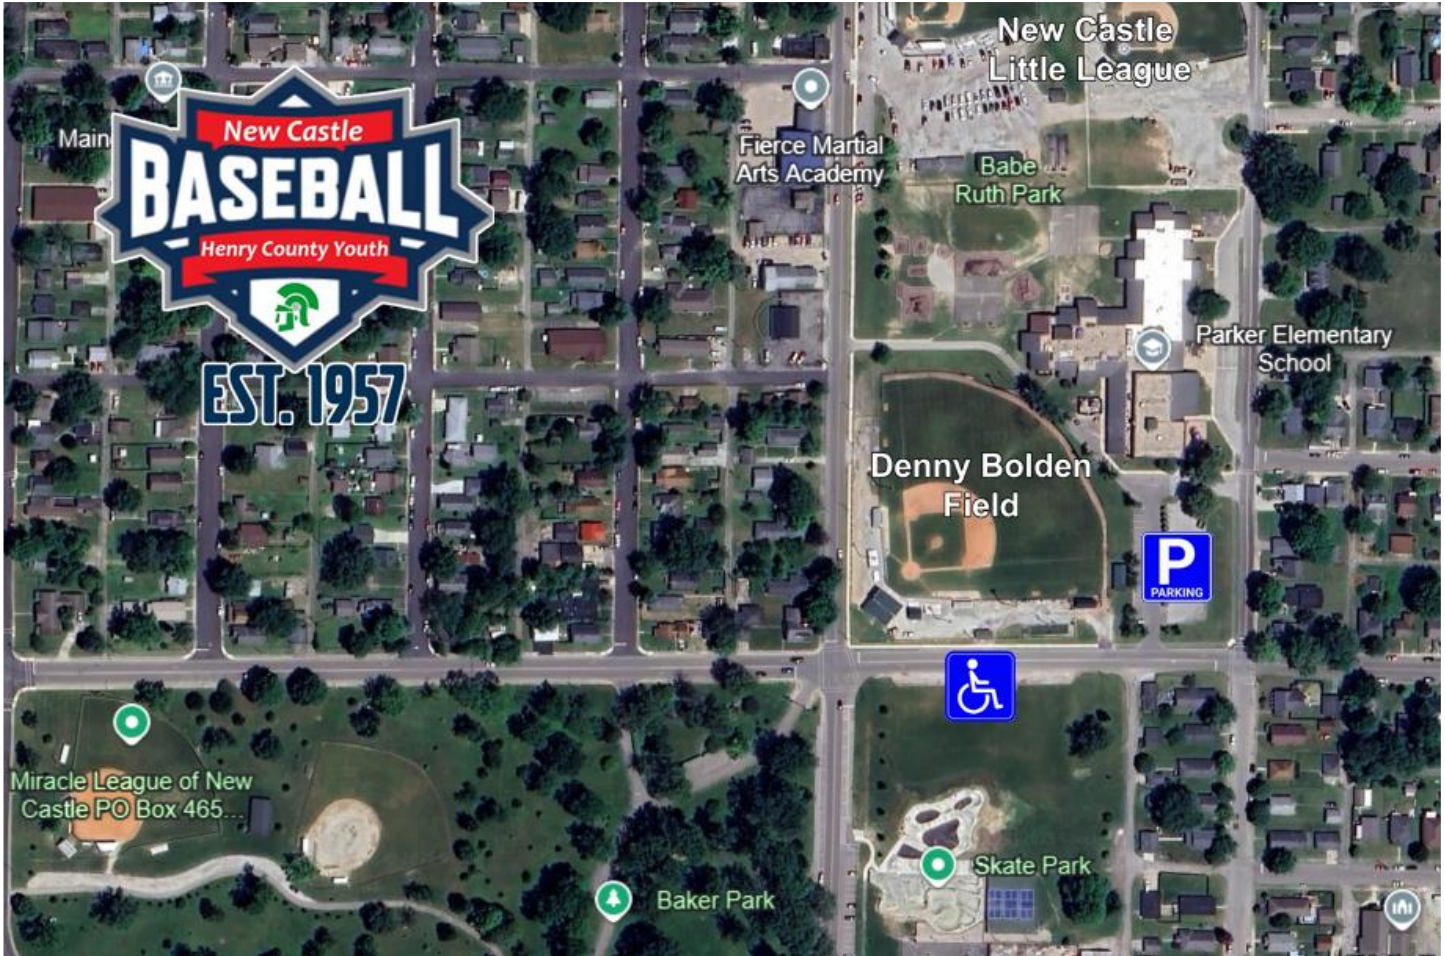 New Castle
Little League
Main
New Castle
BASEBALL
Henry County Youth
EST. 1957
Fierce Martial
Arts Academy
Babe
Ruth Park
Parker Elementary
School
Denny Bolden
Field
P
PARKING
Miracle League of New
Castle PO Box 465...
Skate Park
Baker Park